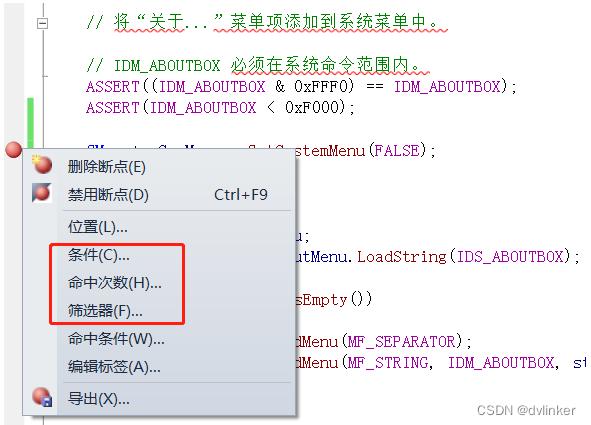 // 将“关于...”菜单项添加到系统菜单中。
// IDM_ABOUTBOX 必须在系统命令范围内。
ASSERT((IDM_ABOUTBOX & 0xFFF0) == IDM_ABOUTBOX);
ASSERT(IDM_ABOUTBOX < 0xF000);
stemMenu(FALSE);
删除断点(E)
禁用断点(D) Ctrl+F9
位置(L)...
u;
条件(C)...
utMenu.LoadString(IDS_ABOUTBOX);
命中次数(H)...
筛选器(F)...
sEmpty())
命中条件(W)...
dMenu(MF_SEPARATOR);
编辑标签(A)...
dMenu(MF_STRING, IDM_ABOUTBOX, st
导出(X)...
CSDN @dvlinker